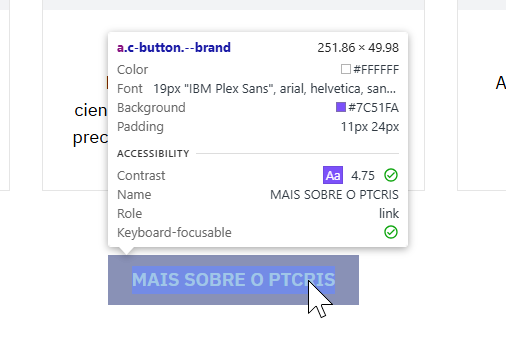 a.c-button.--brand 251.86 × 49.98
Color #FFFFFF
Font 19px "IBM Plex Sans", arial, helvetica, san...
Background #7C51FA
Padding 11px 24px
ACCESSIBILITY
Contrast Aa 4.75
Name MAIS SOBRE O PTCRIS
Role link
Keyboard-focusable
cien
prec
A
MAIS SOBRE O PTCRIS